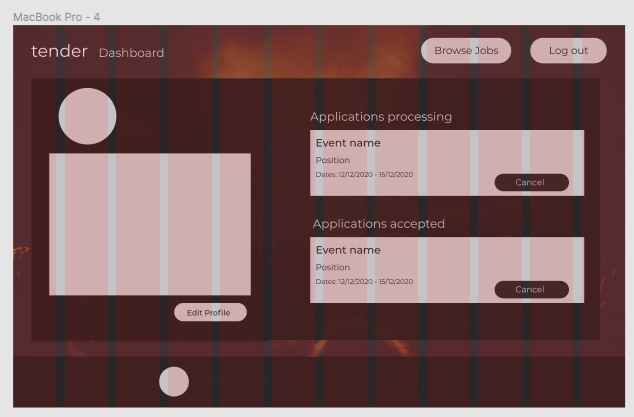 MacBook Pro - 4
tender Dashboard
Browse Jobs
Log out
Applications processing
Event name
Position
Dates: 12/12/2020 - 15/12/2020
Cancel
Applications accepted
Event name
Position
Dates: 12/12/2020 - 15/12/2020
Cancel
Edit Profile